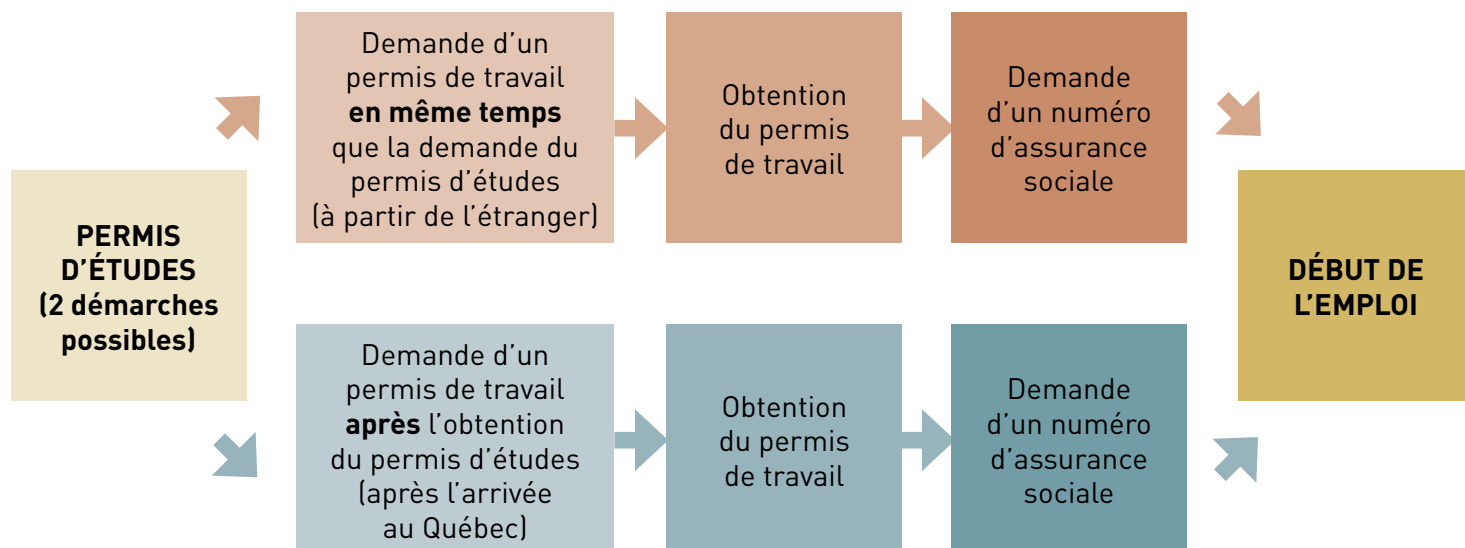 PERMIS
D'ÉTUDES
(2 démarches
possibles)
Demande d'un
permis de travail
en même temps
que la demande du
permis d'études
(à partir de l'étranger)
Obtention
du permis
de travail
Demande
d'un numéro
d'assurance
sociale
Demande d'un
permis de travail
après l'obtention
du permis d'études
(après l'arrivée
au Québec)
Obtention
du permis
de travail
Demande
d'un numéro
d'assurance
sociale
DÉBUT DE
L'EMPLOI